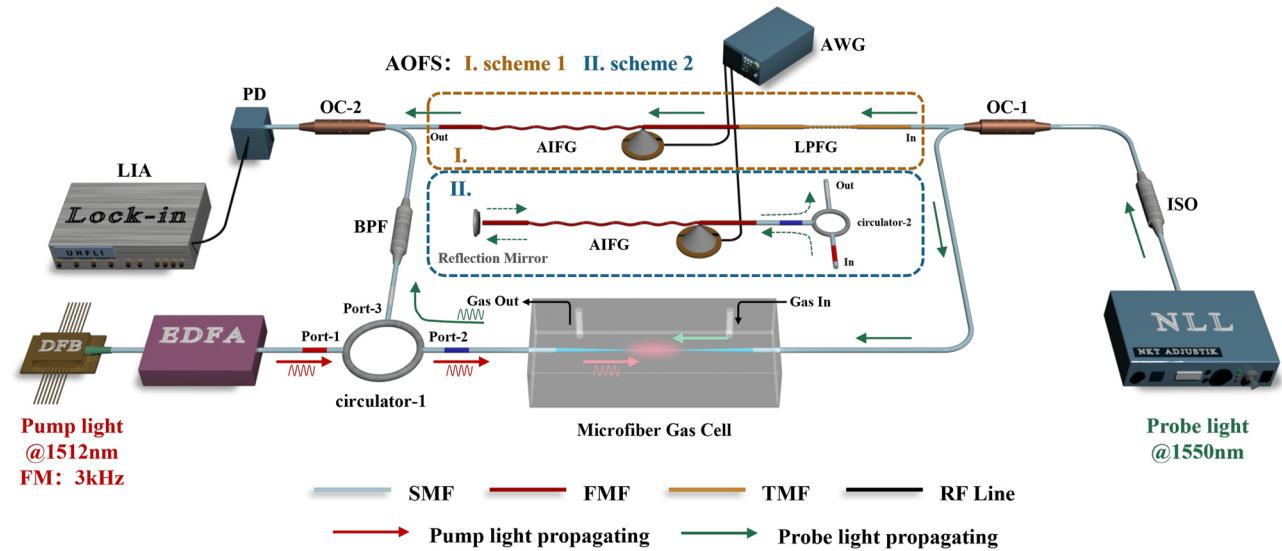 AOFS: I. scheme 1 II. scheme 2
AWG
PD
OC-2
OC-1
Out
AIFG
LPFG
In
I.
LIA
Lock-in
UHFLI
BPF
II.
Out
circulator-2
AIFG
Reflection Mirror
In
ISO
Port-3
Gas Out
Gas In
DFB
EDFA
Port-1
Port-2
NLL
NKT ADJUSTIK
circulator-1
Pump light
@1512nm
FM: 3kHz
Microfiber Gas Cell
Probe light
@1550nm
SMF
FMF
TMF
RF Line
Pump light propagating
Probe light propagating